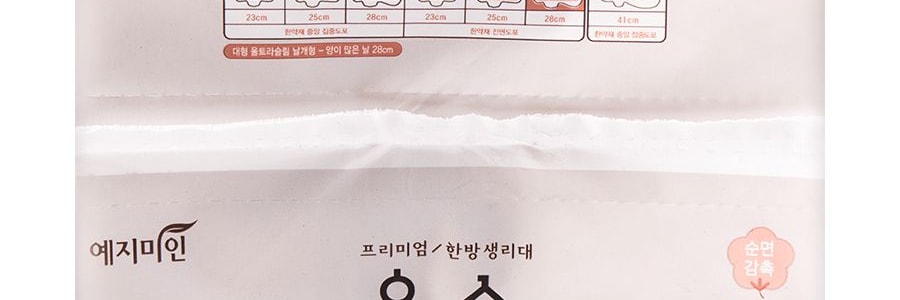 23cm 25cm 28cm 23cm 25cm 28cm 41cm
한약재 중앙 집중도포 한약재 전면도포 한약재 중앙 집중도포
대형 울트라슬림 날개형 – 양이 많은 날 28cm
예지미인
프리미엄/한방생리대
순면
감촉